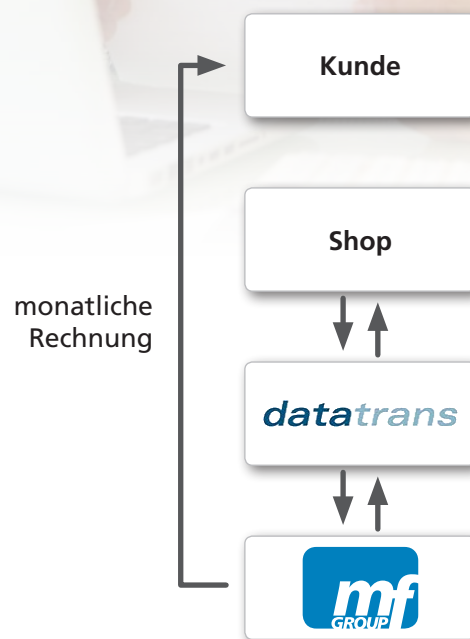 Kunde
Shop
monatliche
Rechnung
datatrans
mf
GROUP